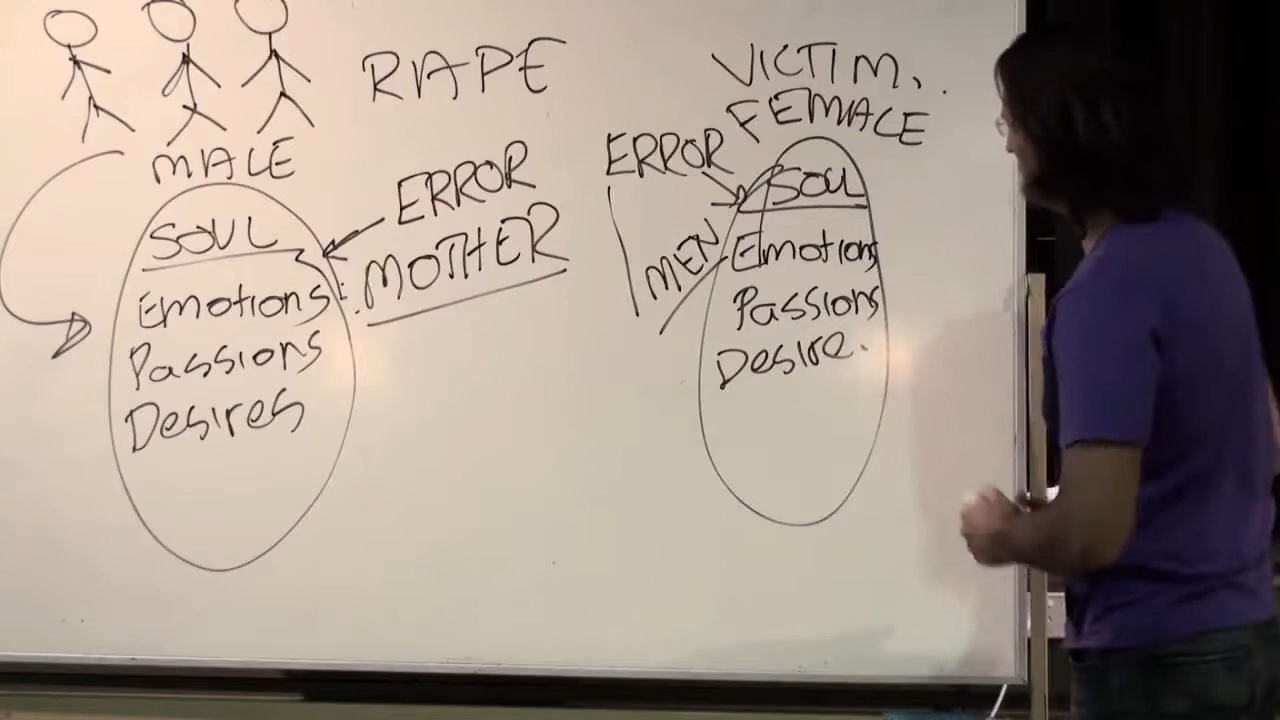 RAPE
MALE
SOUL
Emotions
Passions
Desires
ERROR
MOTHER
VICTIM.
FEMALE
ERROR
MEN
SOUL
Emotions
Passions
Desire.